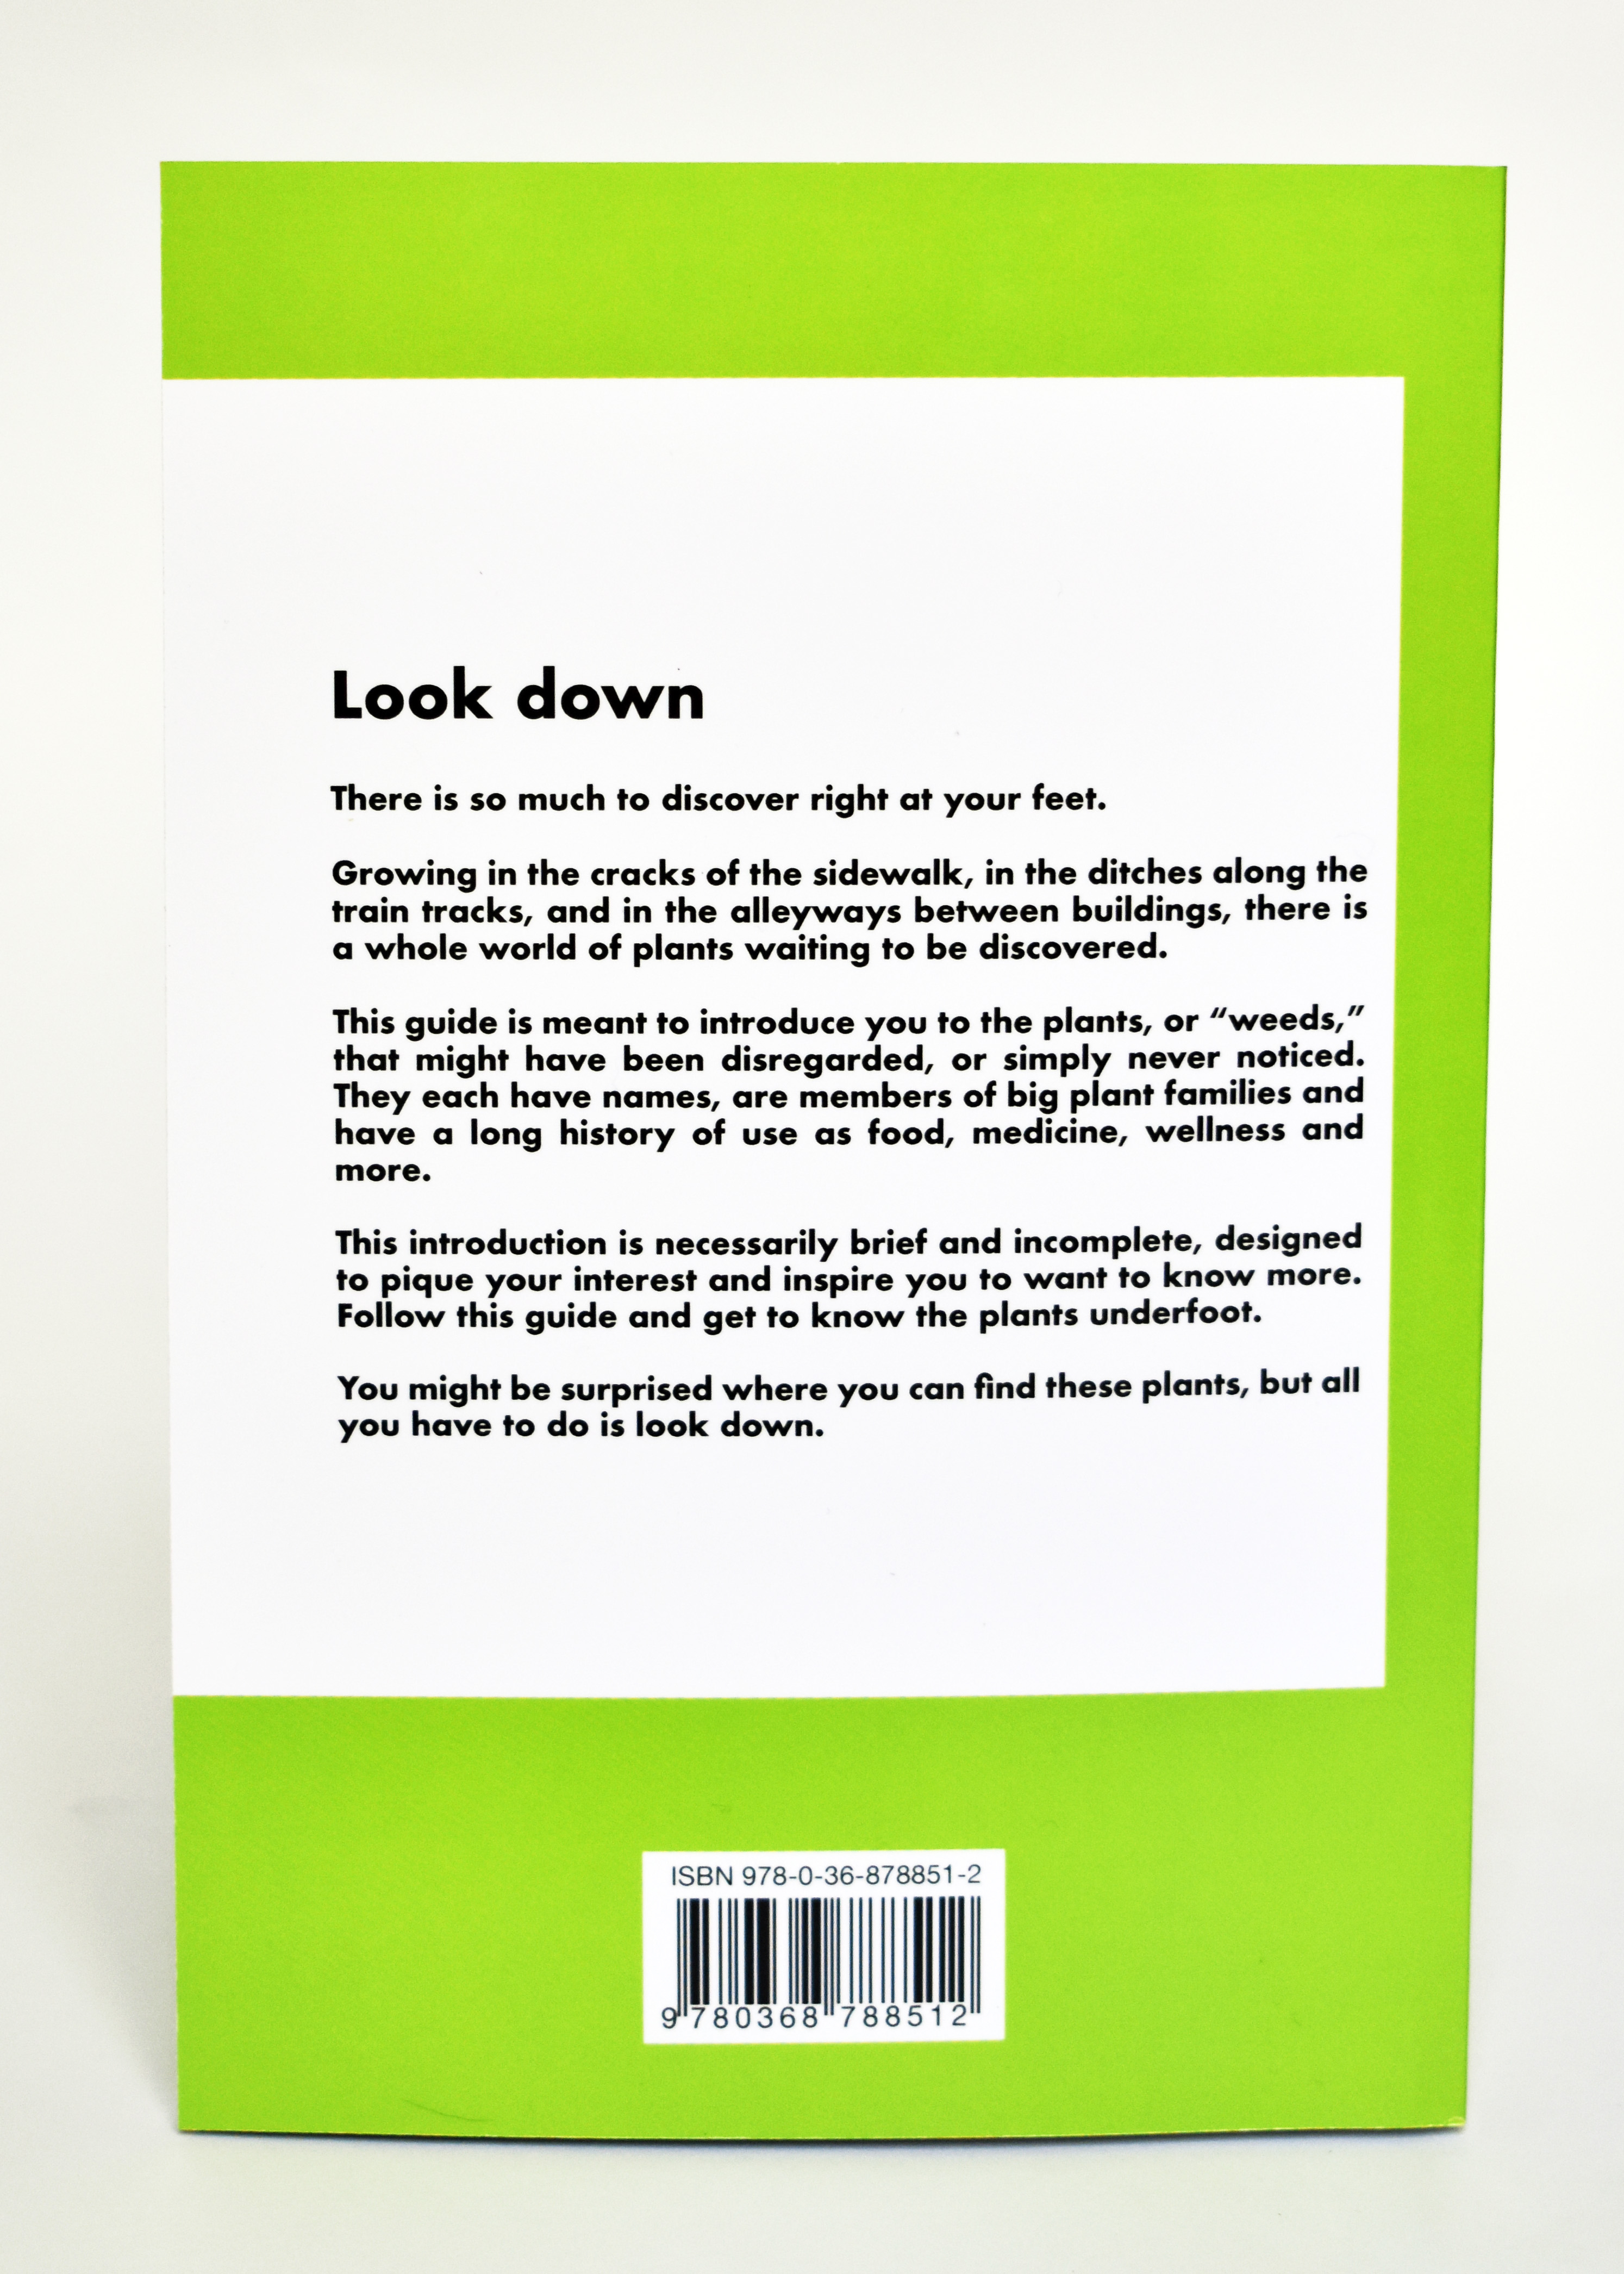 Look down
There is so much to discover right at your feet.
Growing in the cracks of the sidewalk, in the ditches along the
train tracks, and in the alleyways between buildings, there is
a whole world of plants waiting to be discovered.
This guide is meant to introduce you to the plants, or “weeds,”
that might have been disregarded, or simply never noticed.
They each have names, are members of big plant families and
have a long history of use as food, medicine, wellness and
more.
This introduction is necessarily brief and incomplete, designed
to pique your interest and inspire you to want to know more.
Follow this guide and get to know the plants underfoot.
You might be surprised where you can find these plants, but all
you have to do is look down.
ISBN 978-0-36-878851-2
9 780368 788512